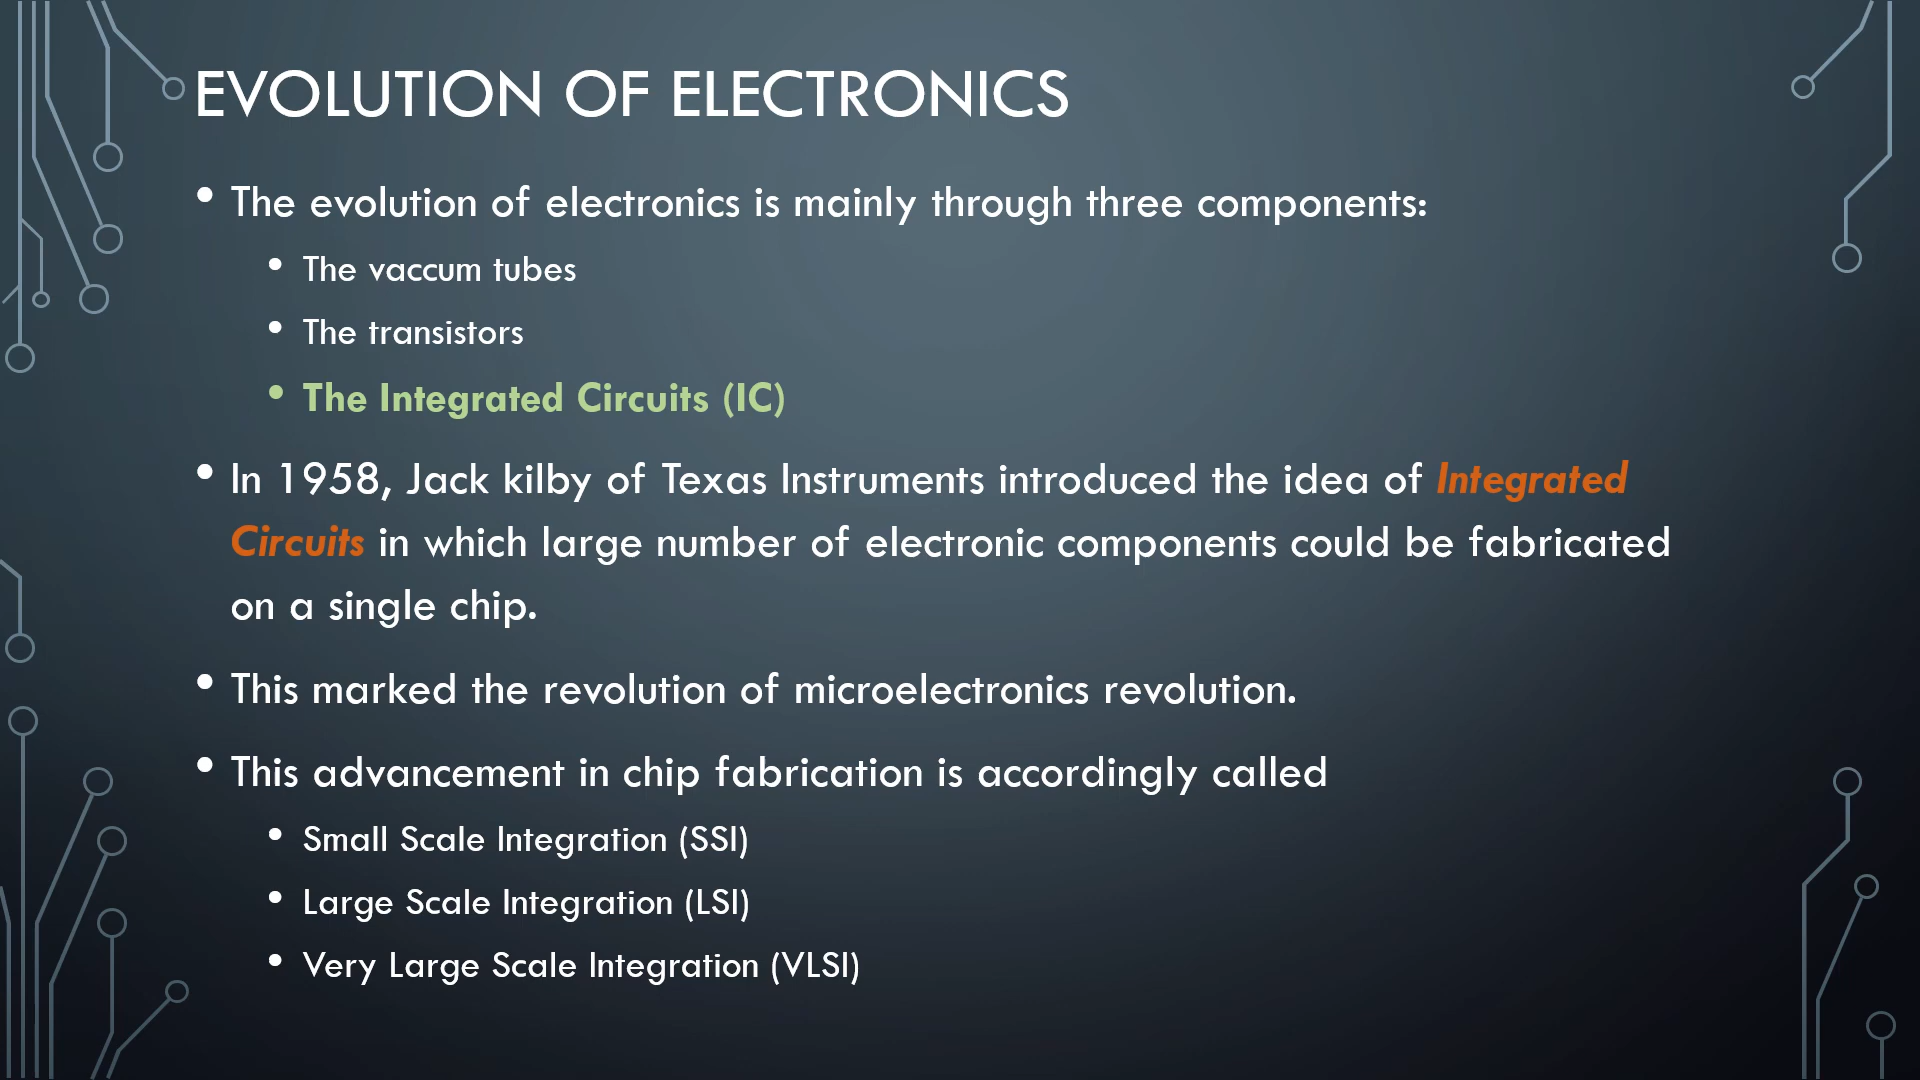 EVOLUTION OF ELECTRONICS
• The evolution of electronics is mainly through three components:
• The vaccum tubes
• The transistors
• The Integrated Circuits (IC)
• In 1958, Jack kilby of Texas Instruments introduced the idea of Integrated
Circuits in which large number of electronic components could be fabricated
on a single chip.
• This marked the revolution of microelectronics revolution.
• This advancement in chip fabrication is accordingly called
• Small Scale Integration (SSI)
• Large Scale Integration (LSI)
• Very Large Scale Integration (VLSI)